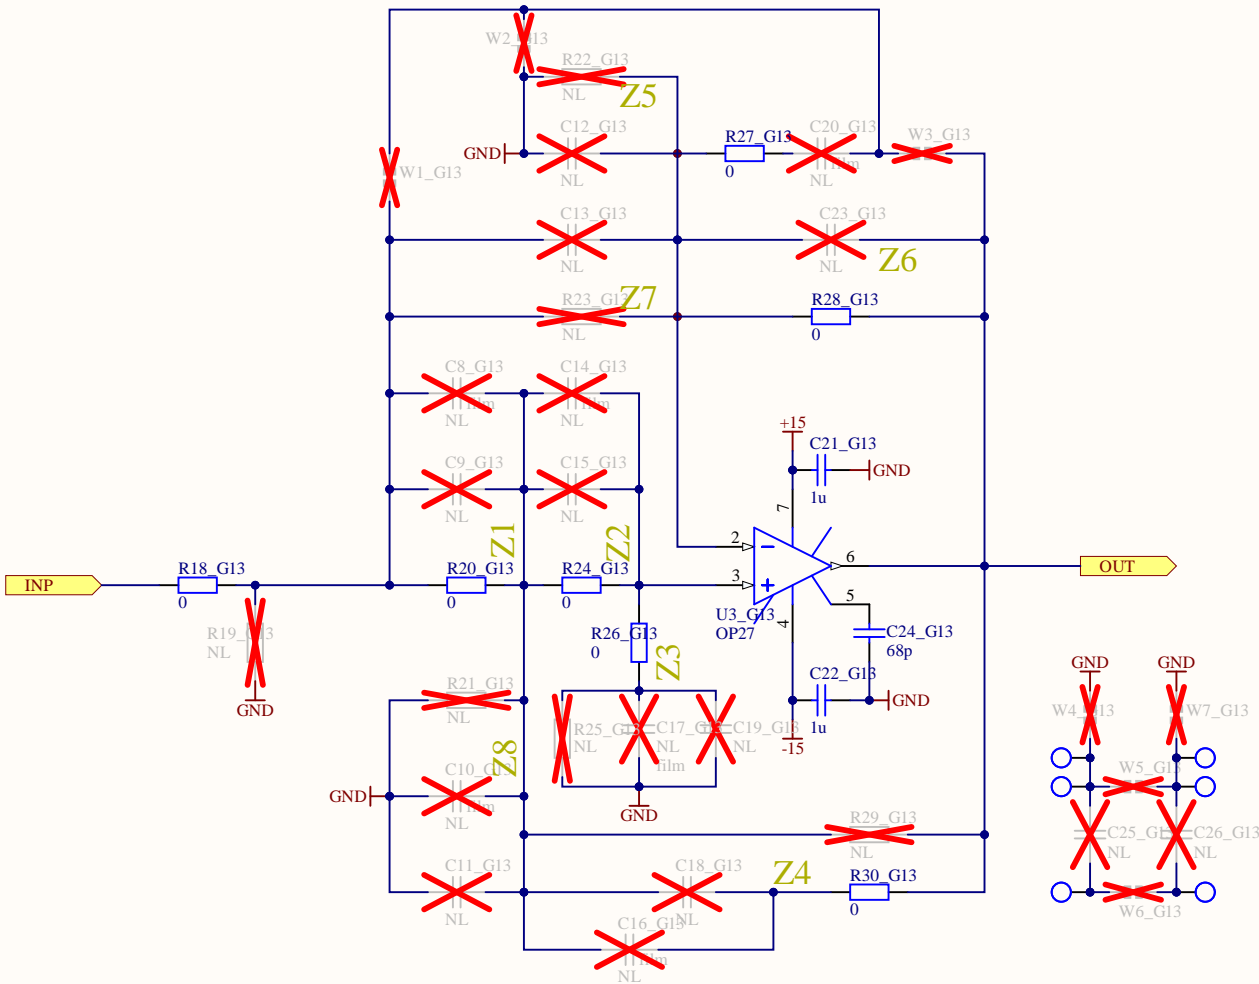 W2_G13
R22_G13
NL
Z5
C12_G13
GND
NL
R27_G13
0
C20_G13
film
NL
W3_G13
W1_G13
C13_G13
NL
C23_G13
NL
Z6
R23_G13
NL
Z7
R28_G13
0
C8_G13
film
NL
C14_G13
film
NL
C9_G13
NL
C15_G13
NL
Z1
Z2
+15
C21_G13
GND
1u
7
2
3
6
5
4
U3_G13
OP27
INP
R18_G13
0
R20_G13
0
R24_G13
0
OUT
R19_G13
NL
GND
R26_G13
0
Z3
C24_G13
68p
C22_G13
GND
1u
-15
R21_G13
NL
R25_G13
NL
C17_G13
NL
film
C19_G13
NL
GND
Z8
C10_G13
GND
film
NL
C11_G13
NL
R29_G13
NL
C18_G13
NL
Z4
R30_G13
0
C16_G13
film
NL
GND
GND
W4_G13
W7_G13
W5_G13
C25_G13
NL
C26_G13
NL
W6_G13